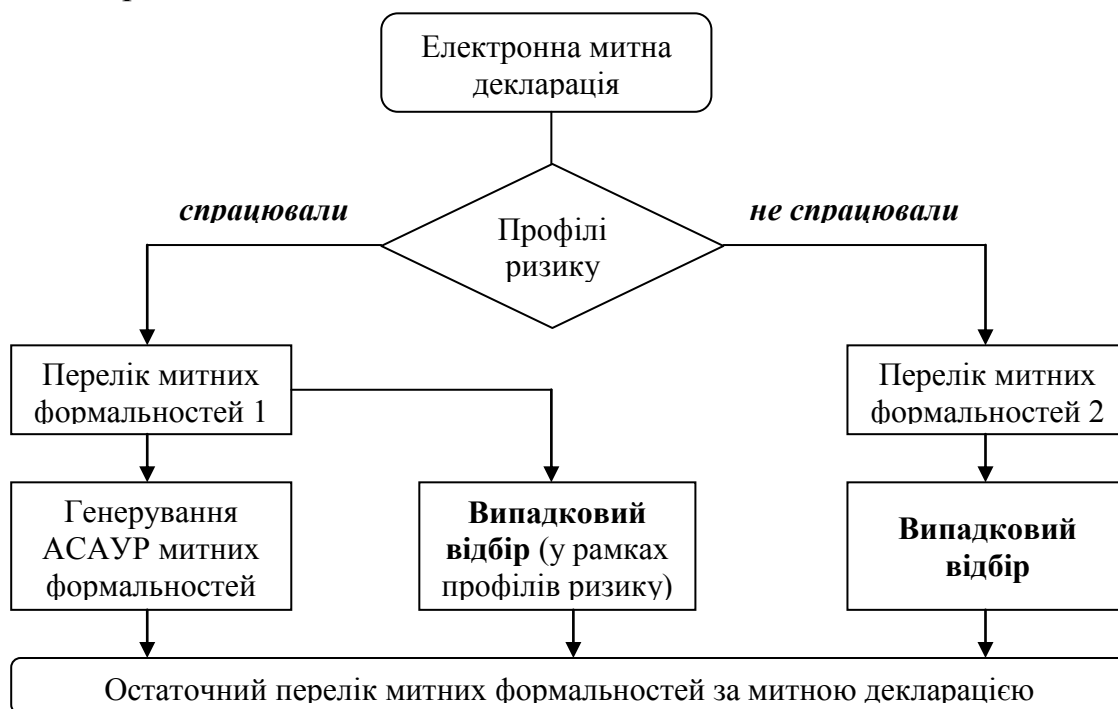 Електронна митна
декларація
спрацювали
не спрацювали
Профілі
ризику
Перелік митних
формальностей 1
Перелік митних
формальностей 2
Генерування
АСАУР митних
формальностей
Випадковий
відбір (у рамках
профілів ризику)
Випадковий
відбір
Остаточний перелік митних формальностей за митною декларацією